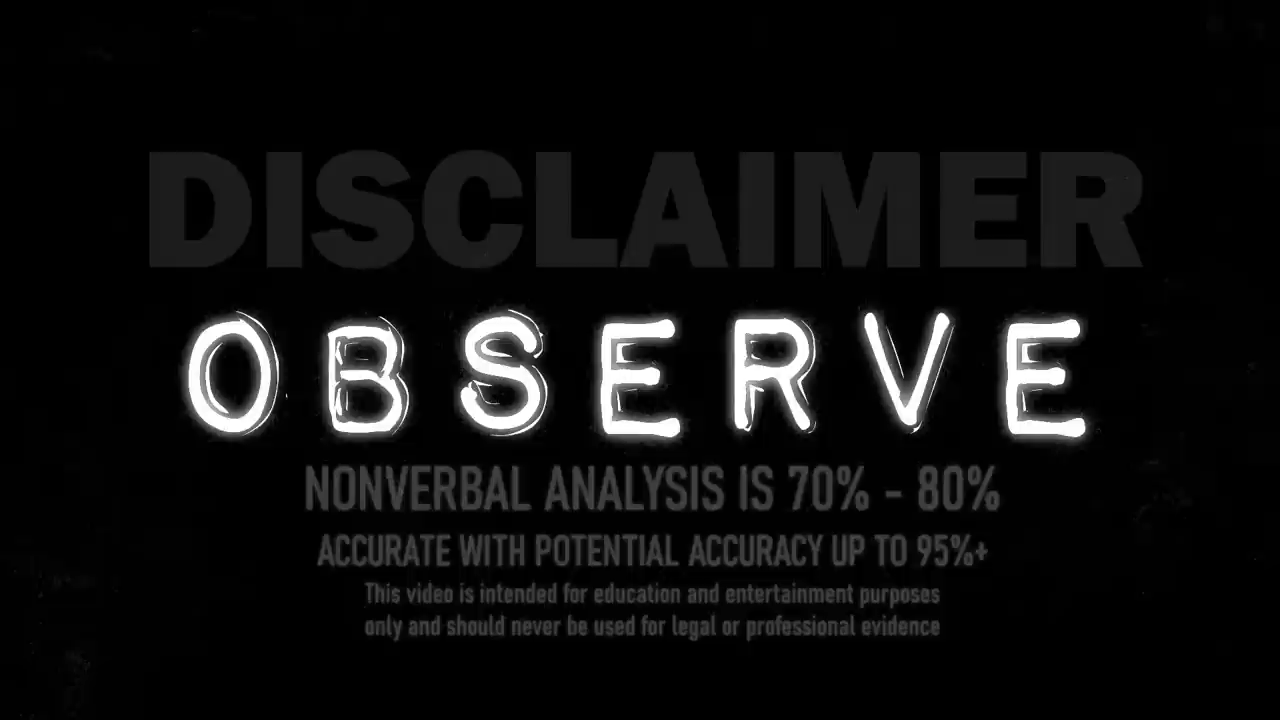 DISCLAIMER
OBSERVE
NONVERBAL ANALYSIS IS 70% - 80%
ACCURATE WITH POTENTIAL ACCURACY UP TO 95%+
This video is intended for education and entertainment purposes
only and should never be used for legal or professional evidence